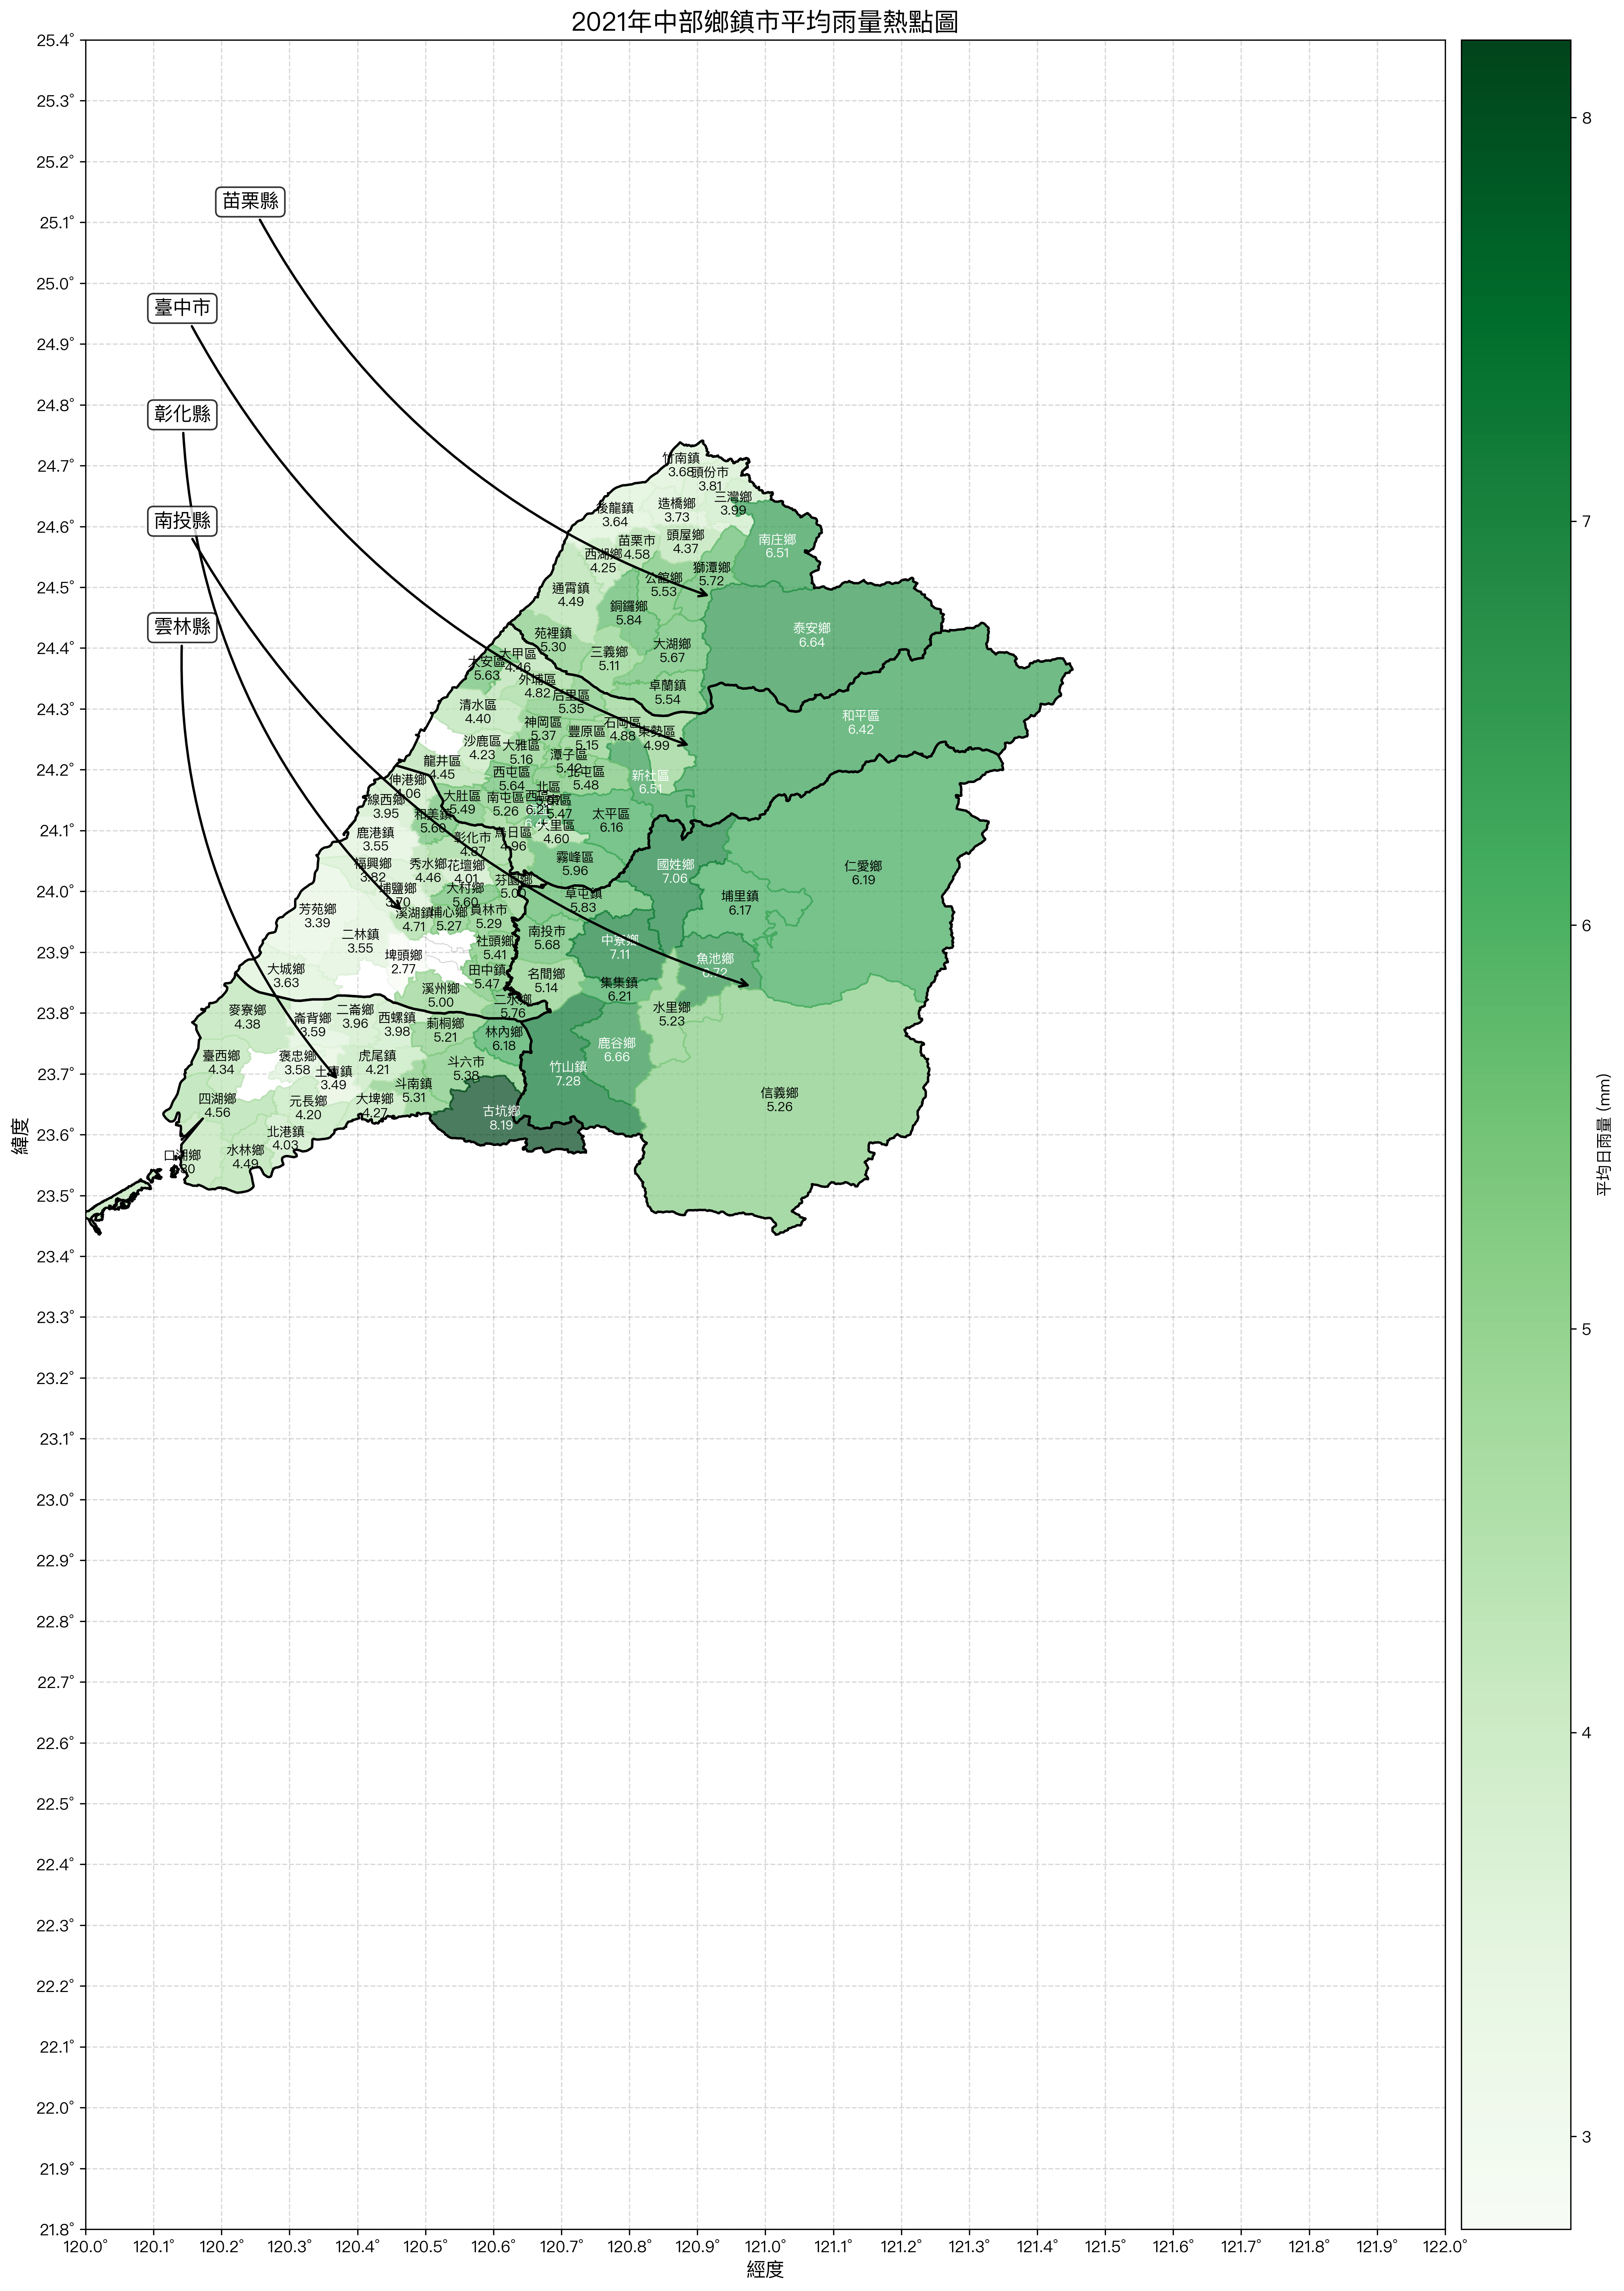 2021年中部鄉鎮市平均雨量熱點圖
25.4°
25.3°
25.2°
25.1°
25.0°
24.9°
24.8°
24.7°
24.6°
24.5°
24.4°
24.3°
24.2°
24.1°
24.0°
23.9°
23.8°
23.7°
23.6°
23.5°
23.4°
23.3°
23.2°
23.1°
23.0°
22.9°
22.8°
22.7°
22.6°
22.5°
22.4°
22.3°
22.2°
22.1°
22.0°
21.9°
21.8°
緯度
苗栗縣
臺中市
彰化縣
南投縣
雲林縣
竹南鎮
3.68
頭份市
3.81
三灣鄉
3.99
後龍鎮
3.64
造橋鄉
3.73
頭屋鄉
4.37
苗栗市
4.58
西湖鄉
4.25
南庄鄉
6.51
獅潭鄉
5.72
公館鄉
5.53
通霄鎮
4.49
銅鑼鄉
5.84
泰安鄉
6.64
苑裡鎮
5.30
大湖鄉
5.67
三義鄉
5.11
卓蘭鎮
5.54
大甲區
4.46
大安區
5.63
外埔區
4.82
后里區
5.35
清水區
4.40
和平區
6.42
神岡區
5.37
豐原區
5.15
石岡區
4.88
東勢區
4.99
沙鹿區
4.23
大雅區
5.16
潭子區
北屯區
5.48
龍井區
4.45
西屯區
5.64
新社區
6.51
伸港鄉
4.06
大肚區
5.49
南屯區
5.26
北區
西區
6.21
5.47
線西鄉
3.95
和美鎮
5.60
太平區
6.16
大里區
4.60
鹿港鎮
3.55
彰化市
4.87
烏日區
4.96
霧峰區
5.96
國姓鄉
7.06
仁愛鄉
6.19
福興鄉
3.82
秀水鄉
4.46
花壇鄉
4.01
芬園鄉
5.00
埔鹽鄉
3.70
大村鄉
5.60
草屯鎮
5.83
埔里鎮
6.17
芳苑鄉
3.39
溪湖鎮
4.71
埔心鄉
5.27
員林市
5.29
二林鎮
3.55
社頭鄉
5.41
南投市
5.68
中寮鄉
7.11
埤頭鄉
2.77
魚池鄉
6.72
大城鄉
3.63
田中鎮
5.47
名間鄉
5.14
集集鎮
6.21
溪州鄉
5.00
二水鄉
5.76
水里鄉
5.23
麥寮鄉
4.38
崙背鄉
3.59
二崙鄉
3.96
西螺鎮
3.98
莿桐鄉
5.21
林內鄉
6.18
鹿谷鄉
6.66
臺西鄉
4.34
褒忠鄉
3.58
土庫鎮
3.49
虎尾鎮
4.21
斗六市
5.38
竹山鎮
7.28
斗南鎮
5.31
信義鄉
5.26
四湖鄉
4.56
元長鄉
4.20
大埤鄉
4.27
古坑鄉
8.19
北港鎮
4.03
口湖鄉
水林鄉
4.49
120.0°
120.1°
120.2°
120.3°
120.4°
120.5°
120.6°
120.7°
120.8°
120.9°
121.0°
121.1°
121.2°
121.3°
121.4°
121.5°
121.6°
121.7°
121.8°
121.9°
122.0°
經度
8
7
6
5
4
3
平均日雨量 (mm)